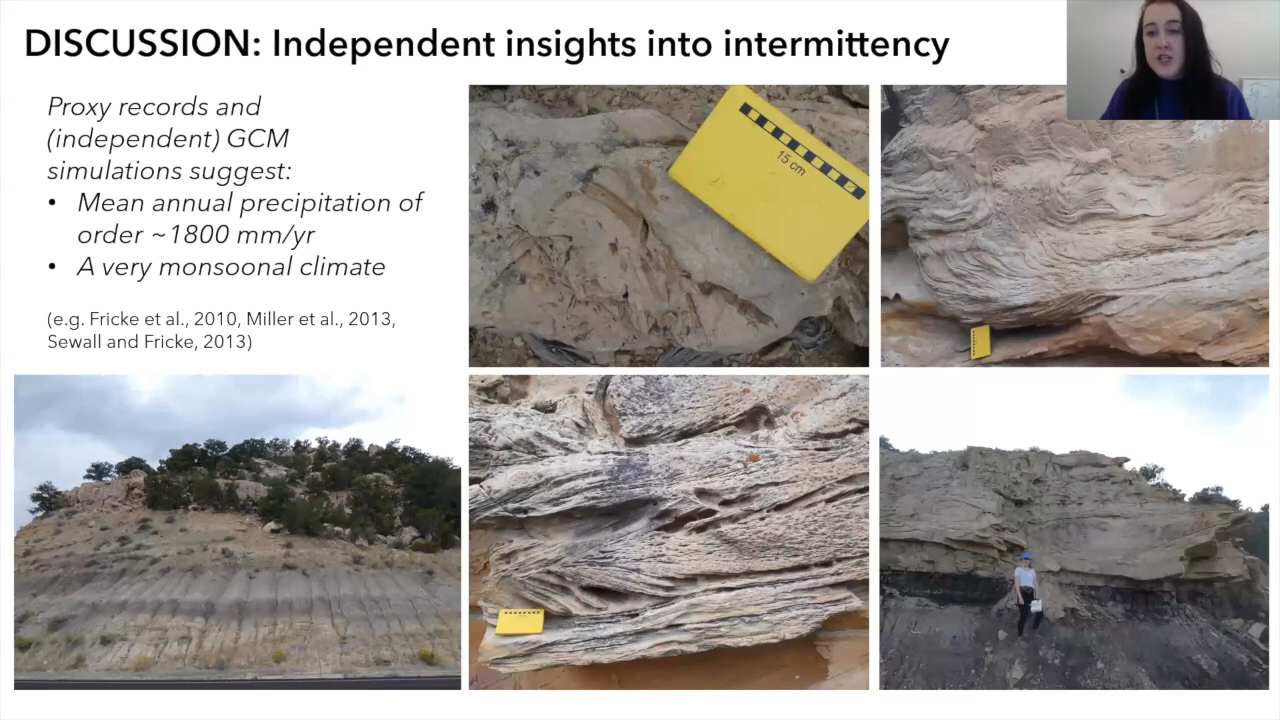 DISCUSSION: Independent insights into intermittency
Proxy records and
(independent) GCM
simulations suggest:
• Mean annual precipitation of
order ~1800 mm/yr
• A very monsoonal climate
(e.g. Fricke et al., 2010, Miller et al., 2013,
Sewall and Fricke, 2013)
15 cm